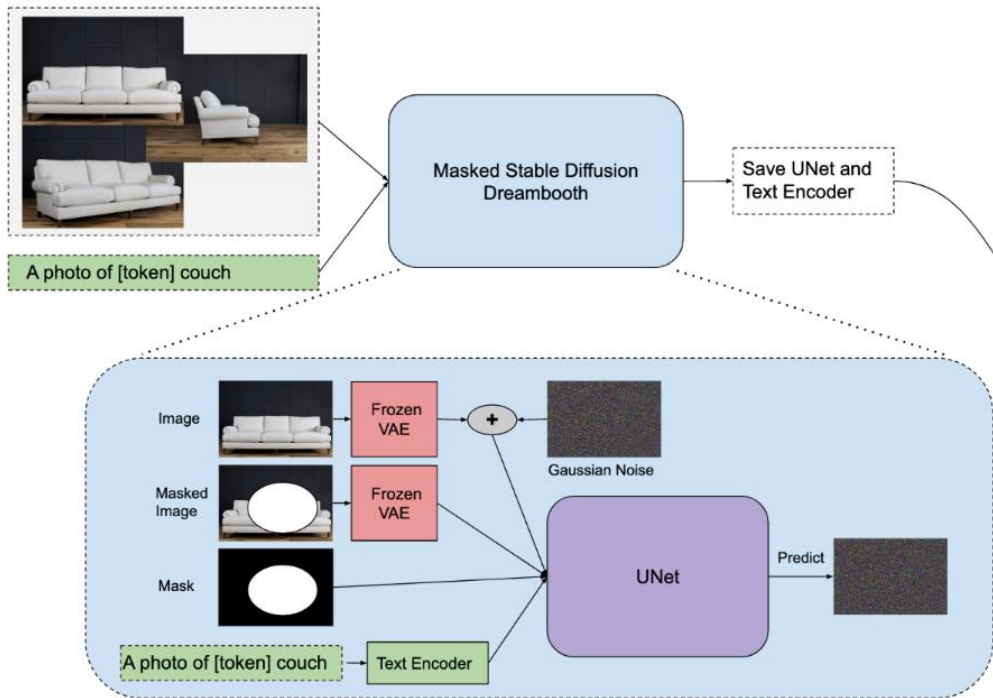 Masked Stable Diffusion
Dreambooth
Save UNet and
Text Encoder
A photo of [token] couch
Image
Frozen
VAE
+
Gaussian Noise
Masked
Image
Frozen
VAE
Mask
UNet
Predict
A photo of [token] couch
Text Encoder